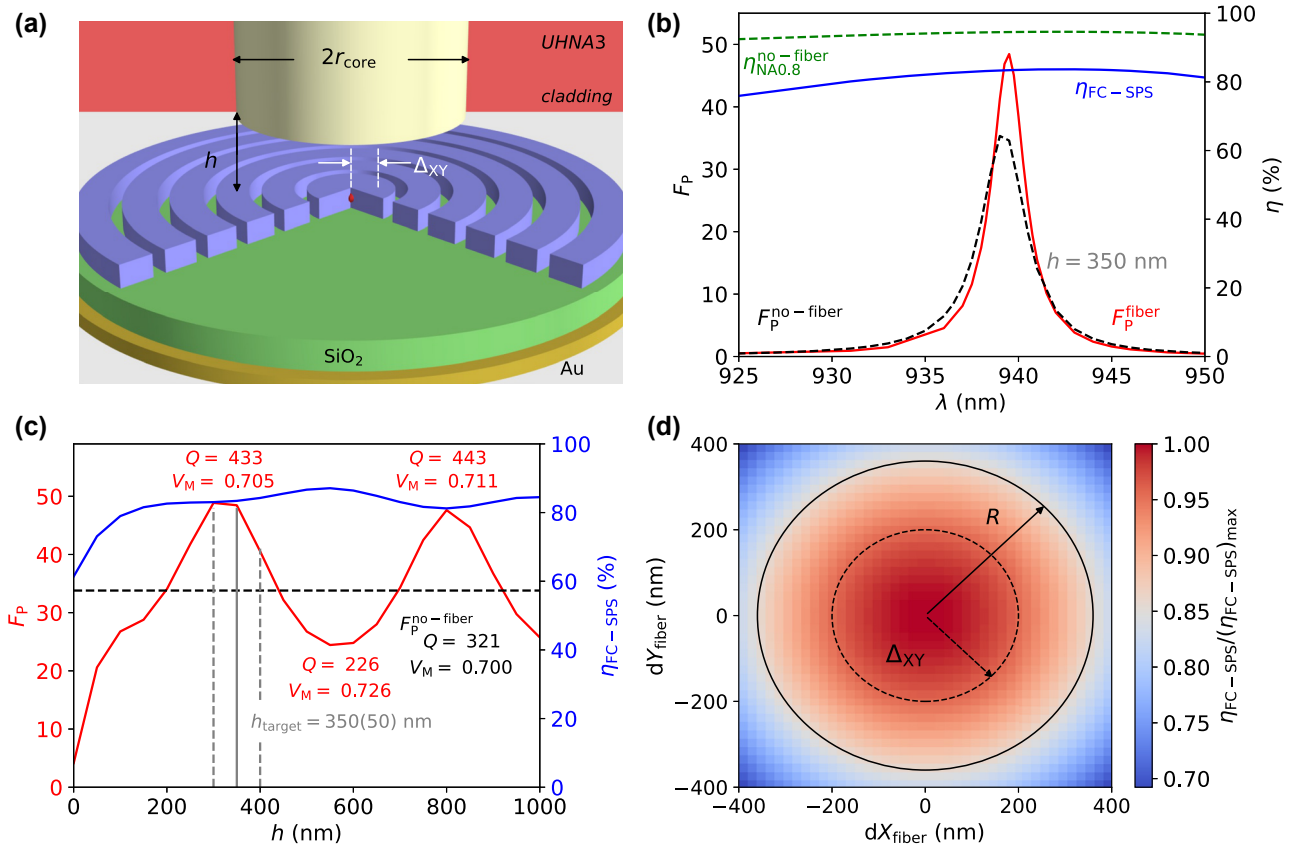 (a)
UHNA3
2r_core
cladding
h
Δ_XY
SiO₂
Au
(b)
50
40
30
20
10
0
F_P
η_NA0.8^no−fiber
η_FC−SPS
h = 350 nm
F_P^no−fiber
F_P^fiber
100
80
60
40
20
0
η (%)
925
930
935
940
945
950
λ (nm)
(c)
60
50
40
30
20
10
0
F_P
Q = 433
V_M = 0.705
Q = 443
V_M = 0.711
F_P^no−fiber
Q = 321
V_M = 0.700
Q = 226
V_M = 0.726
h_target = 350(50) nm
100
80
60
40
20
0
η_FC−SPS (%)
0
200
400
600
800
1000
h (nm)
(d)
400
200
0
−200
−400
dY_fiber (nm)
R
Δ_XY
−400
−200
0
200
400
dX_fiber (nm)
1.00
0.95
0.90
0.85
0.80
0.75
0.70
η_FC−SPS/(η_FC−SPS)_max